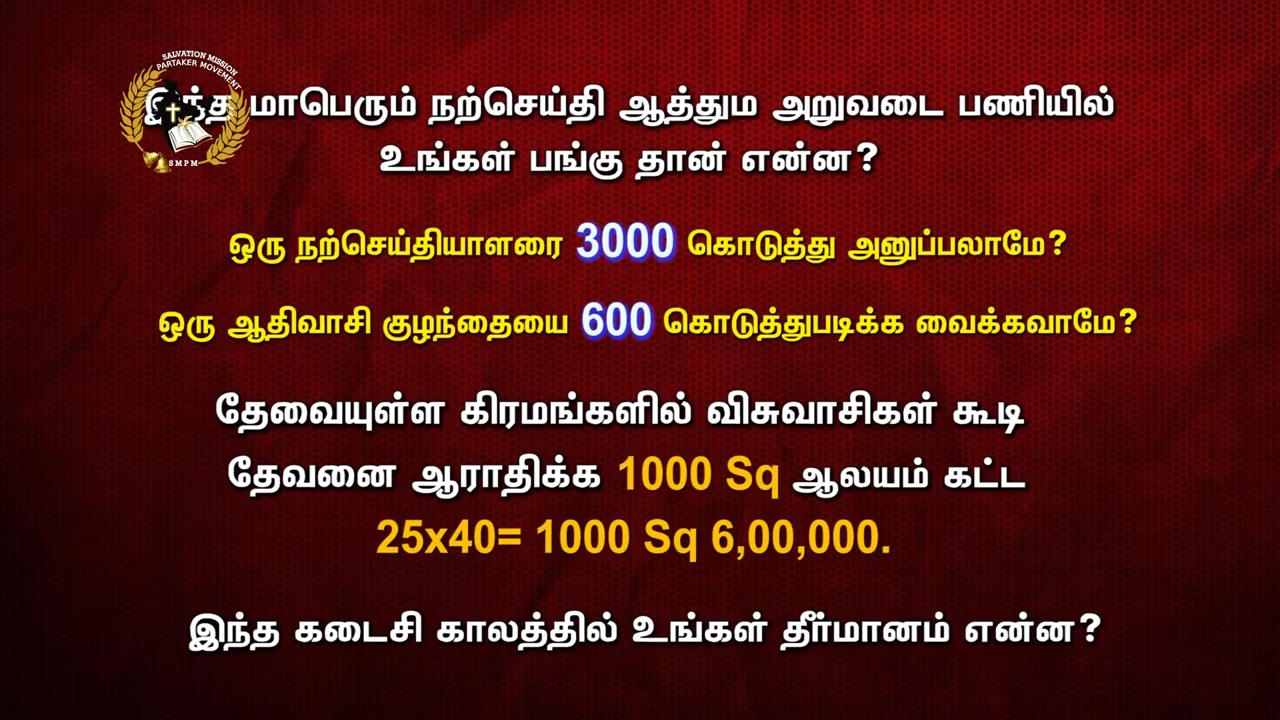 SALVATION MISSION
PARTAKER MOVEMENT
SMPM
இந்த மாபெரும் நற்செய்தி ஆத்தும அறுவடை பணியில்
உங்கள் பங்கு தான் என்ன?
ஒரு நற்செய்தியாளரை 3000 கொடுத்து அனுப்பலாமே?
ஒரு ஆதிவாசி குழந்தையை 600 கொடுத்துபடிக்க வைக்கவாமே?
தேவையுள்ள கிரமங்களில் விசுவாசிகள் கூடி
தேவனை ஆராதிக்க 1000 Sq ஆலயம் கட்ட
25x40= 1000 Sq 6,00,000.
இந்த கடைசி காலத்தில் உங்கள் தீர்மானம் என்ன?